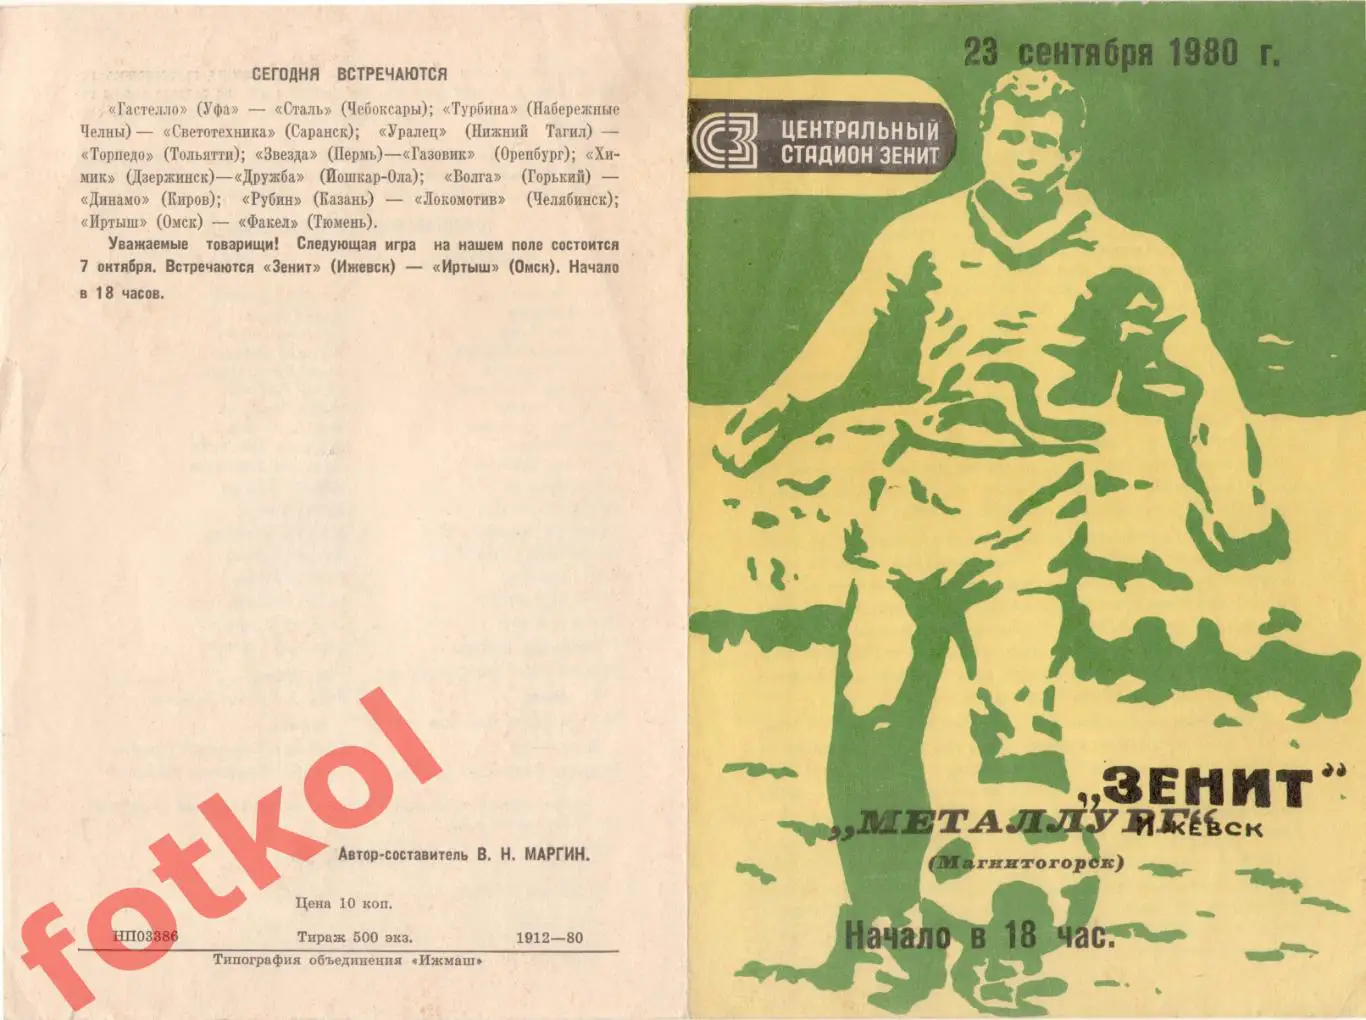 СЕГОДНЯ ВСТРЕЧАЮТСЯ
«Гастелло» (Уфа) — «Сталь» (Чебоксары); «Турбина» (Набережные
Челны) — «Светотехника» (Саранск); «Уралец» (Нижний Тагил) —
«Торпедо» (Тольятти); «Звезда» (Пермь)—«Газовик» (Оренбург); «Хи-
мик» (Дзержинск)—«Дружба» (Йошкар-Ола); «Волга» (Горький) —
«Динамо» (Киров); «Рубин» (Казань) — «Локомотив» (Челябинск);
«Иртыш» (Омск) — «Факел» (Тюмень).
Уважаемые товарищи! Следующая игра на нашем поле состоится
7 октября. Встречаются «Зенит» (Ижевск) — «Иртыш» (Омск). Начало
в 18 часов.
Автор-составитель В. Н. МАРГИН.
Цена 10 коп.
НП03386 Тираж 500 экз. 1912—80
Типография объединения «Ижмаш»
fotkol
23 сентября 1980 г.
СЗ ЦЕНТРАЛЬНЫЙ
СТАДИОН ЗЕНИТ
„ЗЕНИТ"
ИЖЕВСК
„МЕТАЛЛУРГ"
(Магнитогорск)
Начало в 18 час.